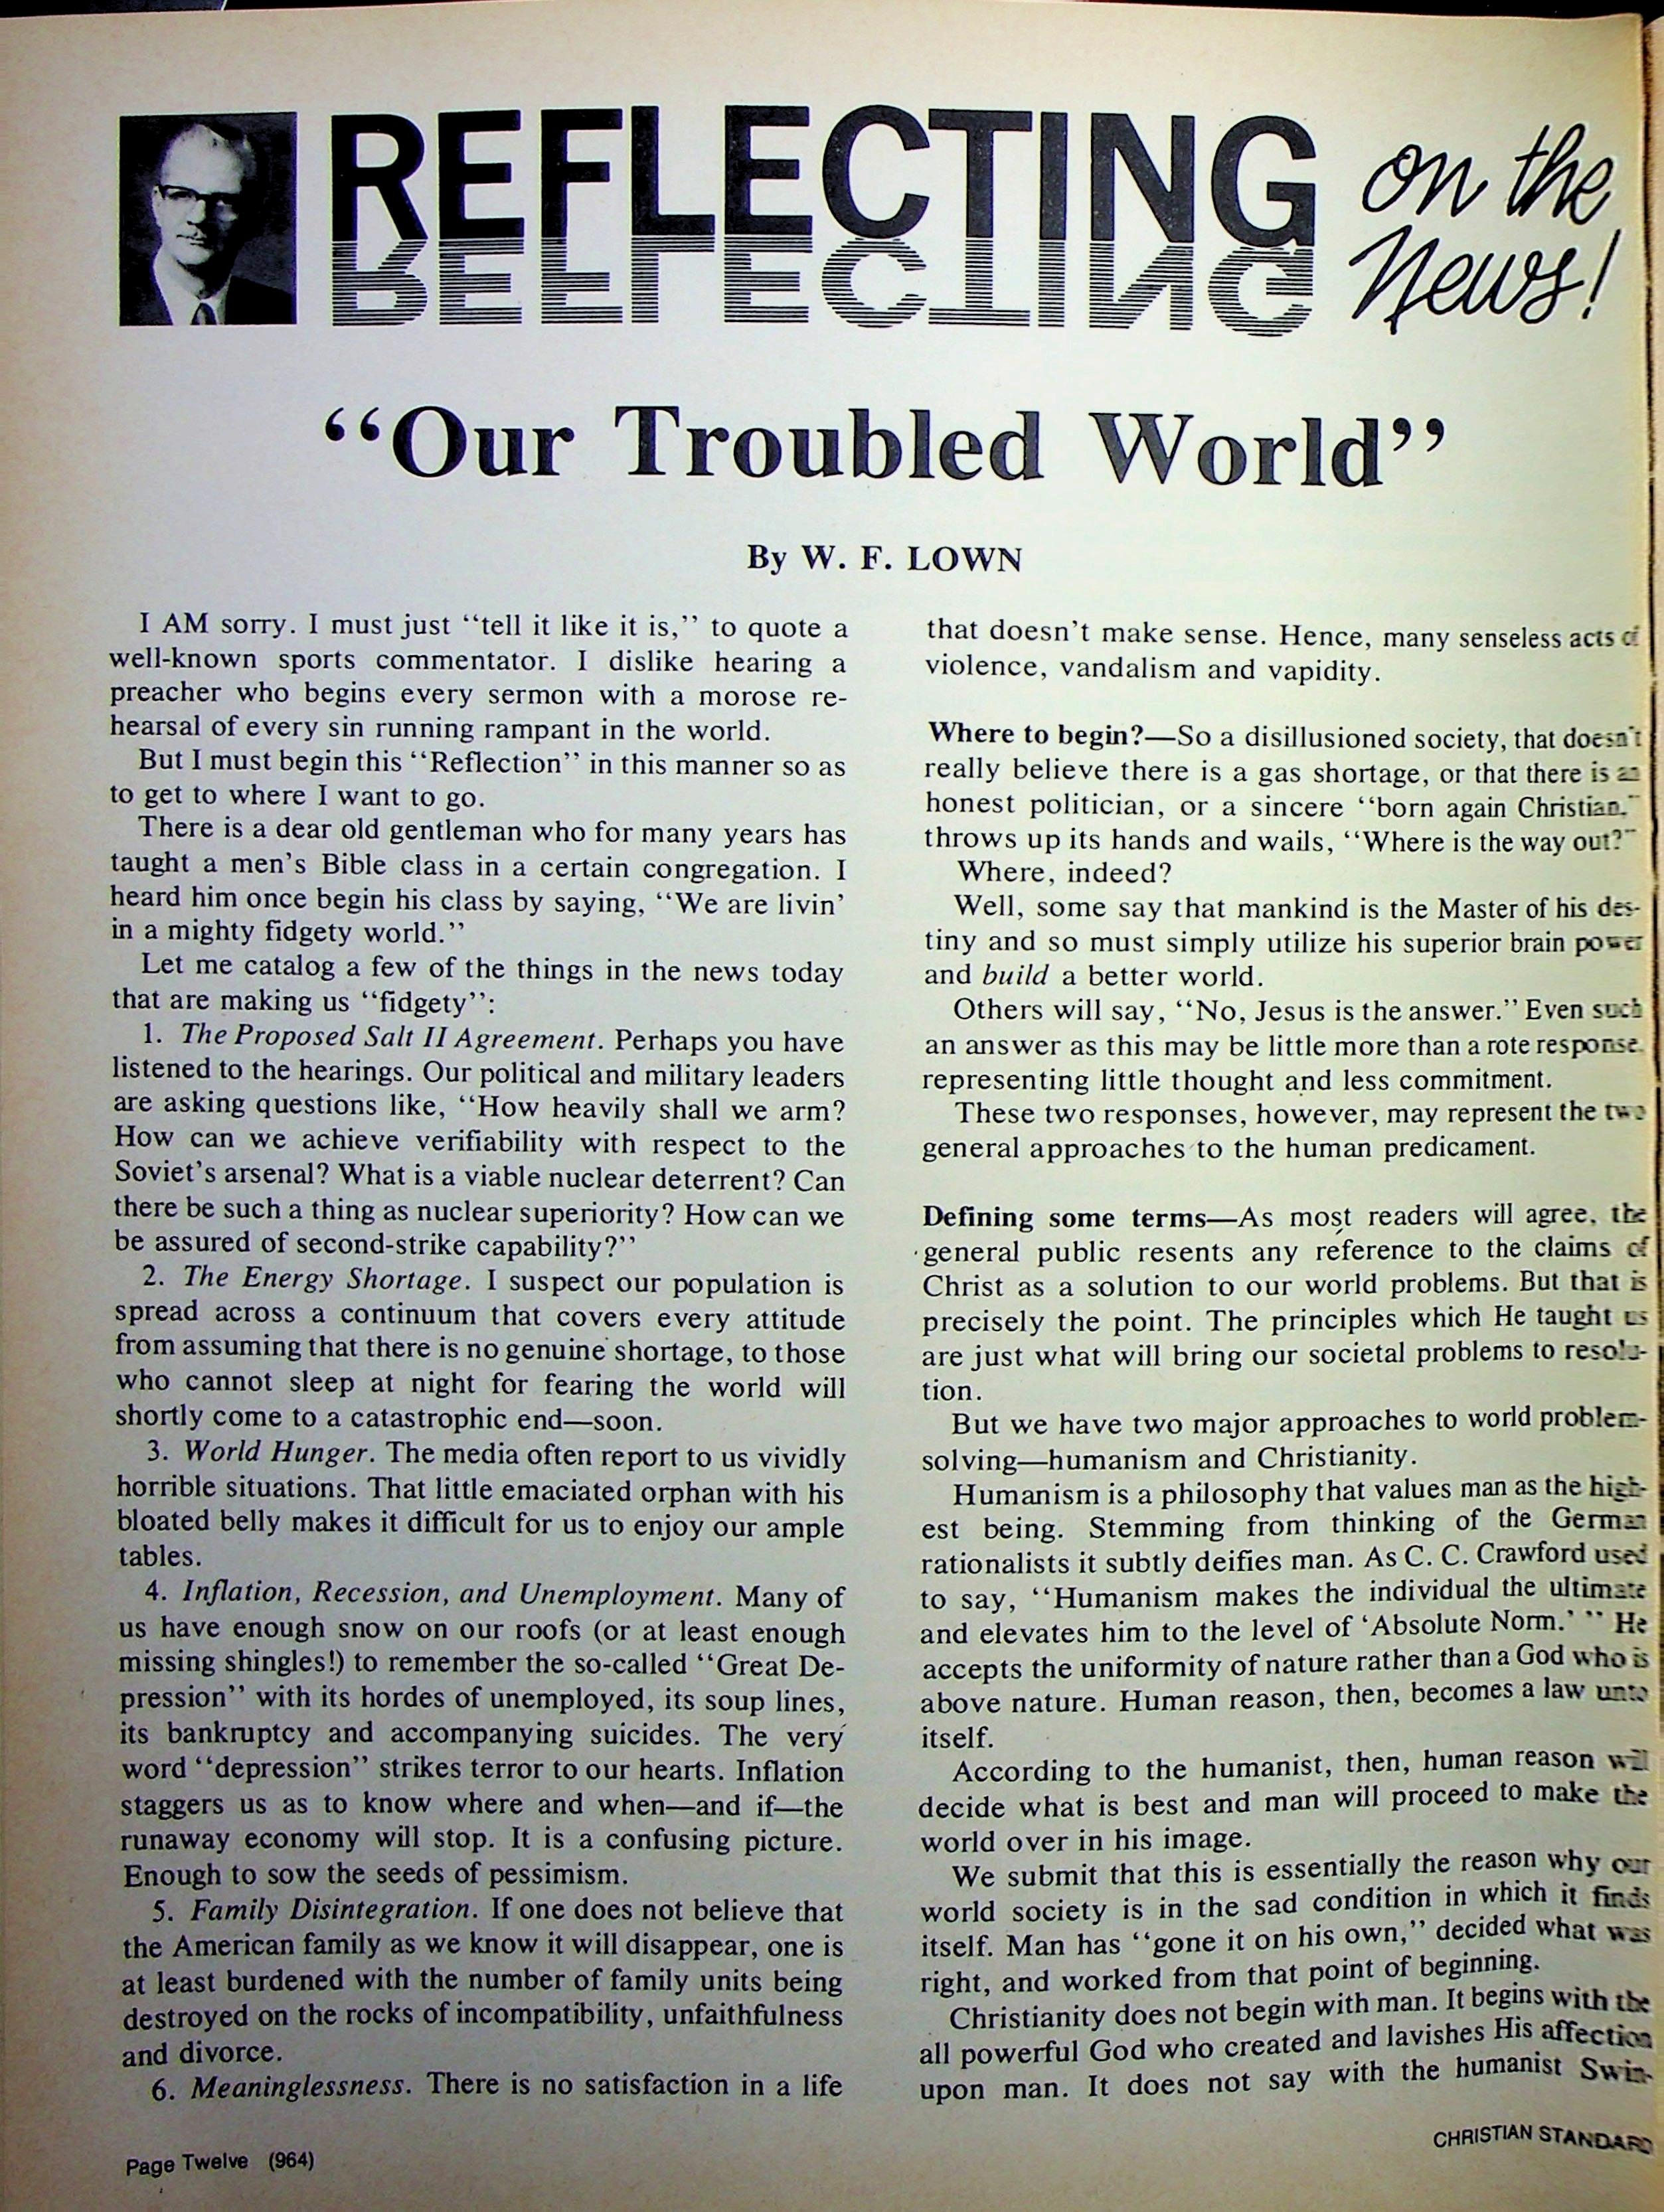 REFLECTING on the News!
"Our Troubled World"
By W. F. LOWN
I AM sorry. I must just "tell it like it is," to quote a
well-known sports commentator. I dislike hearing a
preacher who begins every sermon with a morose re-
hearsal of every sin running rampant in the world.
But I must begin this "Reflection" in this manner so as
to get to where I want to go.
There is a dear old gentleman who for many years has
taught a men's Bible class in a certain congregation. I
heard him once begin his class by saying, "We are livin'
in a mighty fidgety world."
Let me catalog a few of the things in the news today
that are making us "fidgety":
1. The Proposed Salt II Agreement. Perhaps you have
listened to the hearings. Our political and military leaders
are asking questions like, "How heavily shall we arm?
How can we achieve verifiability with respect to the
Soviet's arsenal? What is a viable nuclear deterrent? Can
there be such a thing as nuclear superiority? How can we
be assured of second-strike capability?"
2. The Energy Shortage. I suspect our population is
spread across a continuum that covers every attitude
from assuming that there is no genuine shortage, to those
who cannot sleep at night for fearing the world will
shortly come to a catastrophic end—soon.
3. World Hunger. The media often report to us vividly
horrible situations. That little emaciated orphan with his
bloated belly makes it difficult for us to enjoy our ample
tables.
4. Inflation, Recession, and Unemployment. Many of
us have enough snow on our roofs (or at least enough
missing shingles!) to remember the so-called "Great De-
pression" with its hordes of unemployed, its soup lines,
its bankruptcy and accompanying suicides. The very
word "depression" strikes terror to our hearts. Inflation
staggers us as to know where and when—and if—the
runaway economy will stop. It is a confusing picture.
Enough to sow the seeds of pessimism.
5. Family Disintegration. If one does not believe that
the American family as we know it will disappear, one is
at least burdened with the number of family units being
destroyed on the rocks of incompatibility, unfaithfulness
and divorce.
6. Meaninglessness. There is no satisfaction in a life
that doesn't make sense. Hence, many senseless acts of
violence, vandalism and vapidity.
Where to begin?—So a disillusioned society, that doesn't
really believe there is a gas shortage, or that there is an
honest politician, or a sincere "born again Christian,"
throws up its hands and wails, "Where is the way out?"
Where, indeed?
Well, some say that mankind is the Master of his des-
tiny and so must simply utilize his superior brain power
and build a better world.
Others will say, "No, Jesus is the answer." Even such
an answer as this may be little more than a rote response
representing little thought and less commitment.
These two responses, however, may represent the two
general approaches to the human predicament.
Defining some terms—As most readers will agree, the
general public resents any reference to the claims of
Christ as a solution to our world problems. But that is
precisely the point. The principles which He taught us
are just what will bring our societal problems to resolu-
tion.
But we have two major approaches to world problem-
solving—humanism and Christianity.
Humanism is a philosophy that values man as the high-
est being. Stemming from thinking of the German
rationalists it subtly deifies man. As C. C. Crawford used
to say, "Humanism makes the individual the ultimate
and elevates him to the level of 'Absolute Norm.' " He
accepts the uniformity of nature rather than a God who is
above nature. Human reason, then, becomes a law unto
itself.
According to the humanist, then, human reason will
decide what is best and man will proceed to make the
world over in his image.
We submit that this is essentially the reason why our
world society is in the sad condition in which it finds
itself. Man has "gone it on his own," decided what was
right, and worked from that point of beginning.
Christianity does not begin with man. It begins with the
all powerful God who created and lavishes His affection
upon man. It does not say with the humanist Swin-
Page Twelve (964)
CHRISTIAN STANDARD